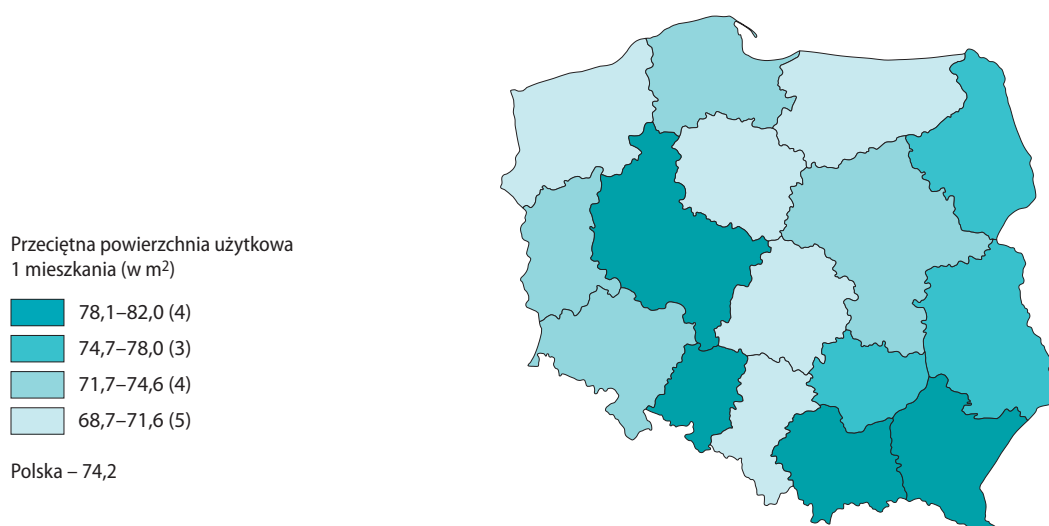 Przeciętna powierzchnia użytkowa
1 mieszkania (w m²)
78,1–82,0 (4)
74,7–78,0 (3)
71,7–74,6 (4)
68,7–71,6 (5)
Polska – 74,2